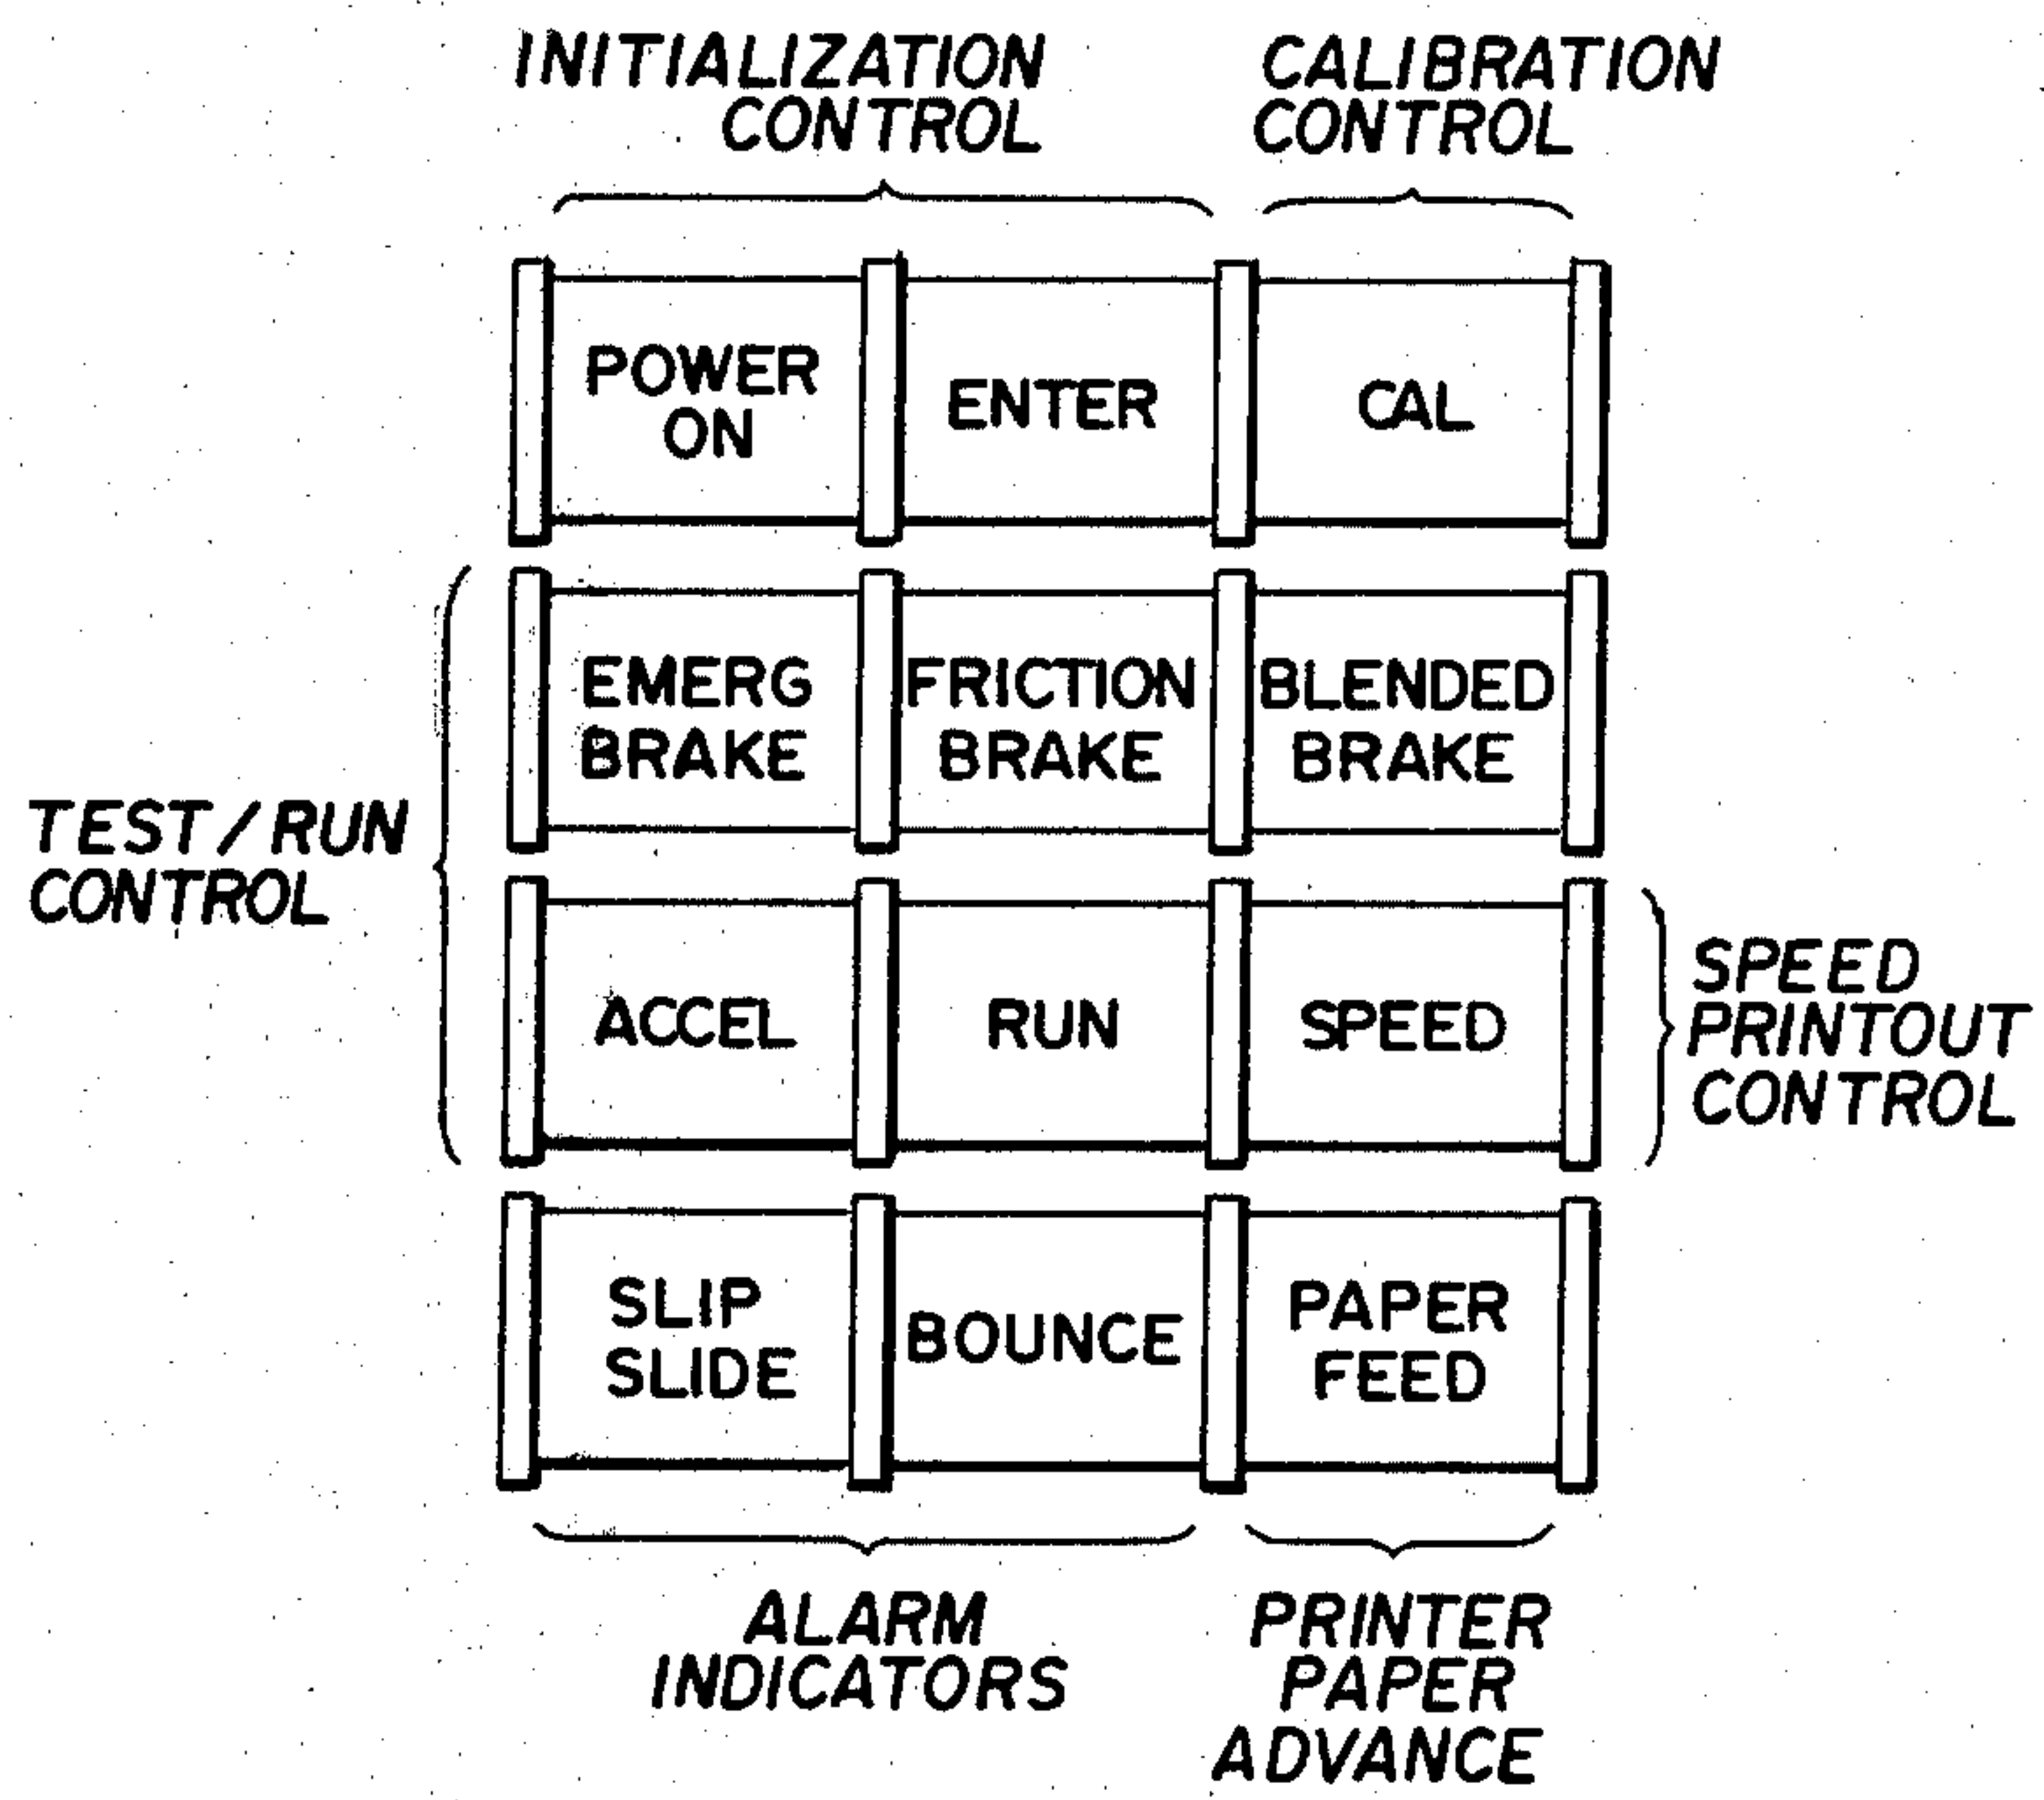 INITIALIZATION
CONTROL
CALIBRATION
CONTROL
POWER
ON
ENTER
CAL
EMERG
BRAKE
FRICTION
BRAKE
BLENDED
BRAKE
TEST/RUN
CONTROL
ACCEL
RUN
SPEED
SPEED
PRINTOUT
CONTROL
SLIP
SLIDE
BOUNCE
PAPER
FEED
ALARM
INDICATORS
PRINTER
PAPER
ADVANCE